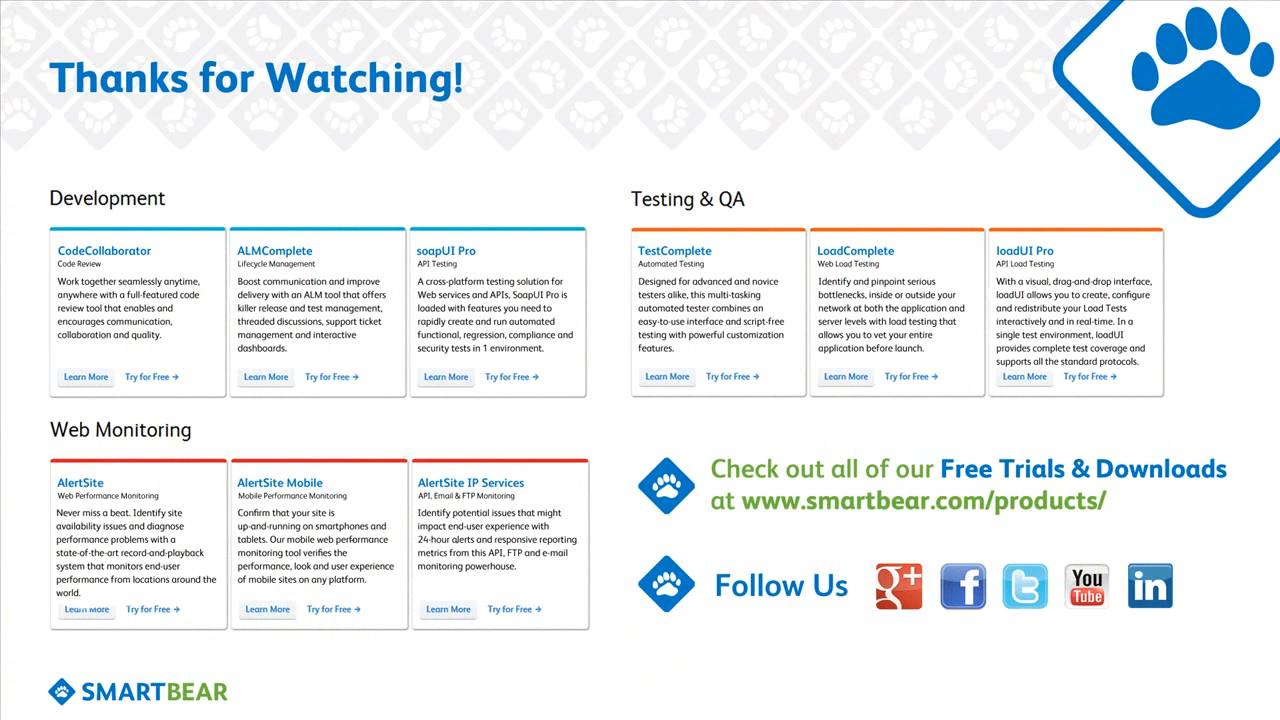 Thanks for Watching!
Development
CodeCollaborator
Code Review
Work together seamlessly anytime,
anywhere with a full-featured code
review tool that enables and
encourages communication,
collaboration and quality.
Learn More Try for Free →
ALMComplete
Lifecycle Management
Boost communication and improve
delivery with an ALM tool that offers
killer release and test management,
threaded discussions, support ticket
management and interactive
dashboards.
Learn More Try for Free →
soapUI Pro
API Testing
A cross-platform testing solution for
Web services and APIs, SoapUI Pro is
loaded with features you need to
rapidly create and run automated
functional, regression, compliance and
security tests in 1 environment.
Learn More Try for Free →
Testing & QA
TestComplete
Automated Testing
Designed for advanced and novice
testers alike, this multi-tasking
automated tester combines an
easy-to-use interface and script-free
testing with powerful customization
features.
Learn More Try for Free →
LoadComplete
Web Load Testing
Identify and pinpoint serious
bottlenecks, inside or outside your
network at both the application and
server levels with load testing that
allows you to vet your entire
application before launch.
Learn More Try for Free →
loadUI Pro
API Load Testing
With a visual, drag-and-drop interface,
loadUI allows you to create, configure
and redistribute your Load Tests
interactively and in real-time. In a
single test environment, loadUI
provides complete test coverage and
supports all the standard protocols.
Learn More Try for Free →
Web Monitoring
AlertSite
Web Performance Monitoring
Never miss a beat. Identify site
availability issues and diagnose
performance problems with a
state-of-the-art record-and-playback
system that monitors end-user
performance from locations around the
world.
Learn More Try for Free →
AlertSite Mobile
Mobile Performance Monitoring
Confirm that your site is
up-and-running on smartphones and
tablets. Our mobile web performance
monitoring tool verifies the
performance, look and user experience
of mobile sites on any platform.
Learn More Try for Free →
AlertSite IP Services
API, Email & FTP Monitoring
Identify potential issues that might
impact end-user experience with
24-hour alerts and responsive reporting
metrics from this API, FTP and e-mail
monitoring powerhouse.
Learn More Try for Free →
Check out all of our Free Trials & Downloads
at www.smartbear.com/products/
Follow Us g+ f t You Tube in
SMARTBEAR